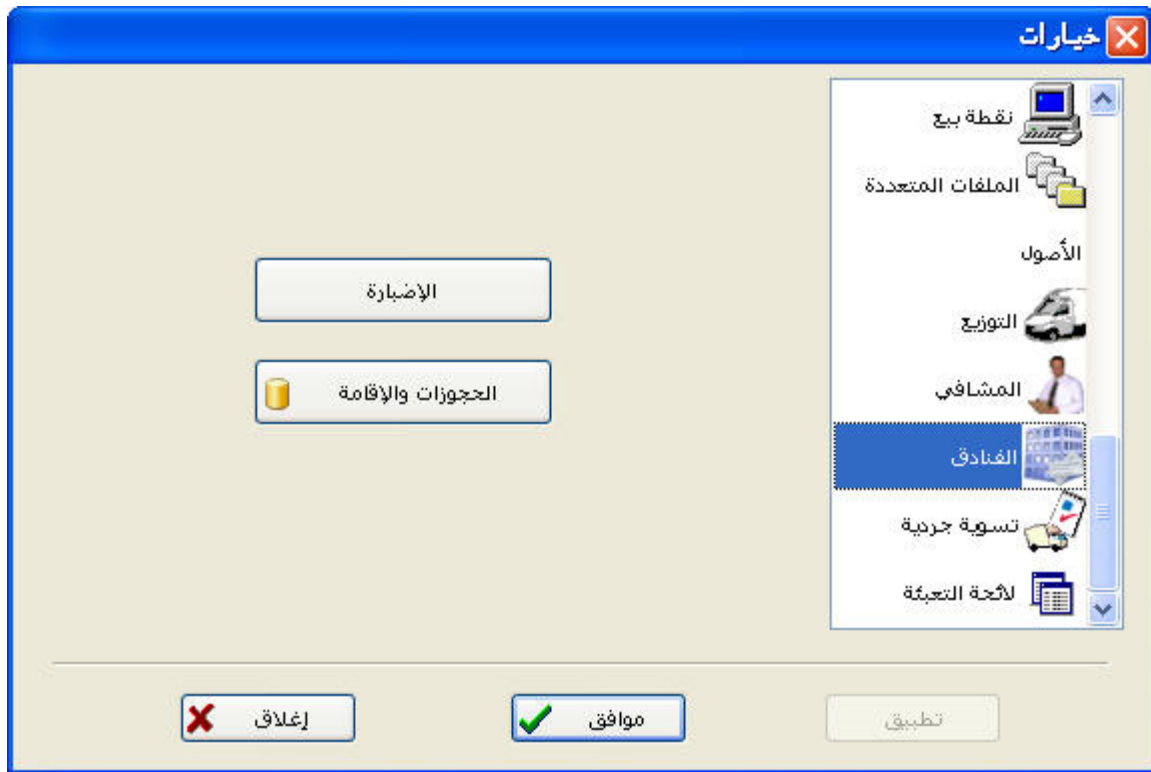 خيارات
نقطة بيع
الملفات المتعددة
الأصول
التوزيع
المشافي
الفنادق
تسوية جردية
لائحة التعبئة
الإضبارة
الحجوزات والإقامة
تطبيق
موافق
إغلاق